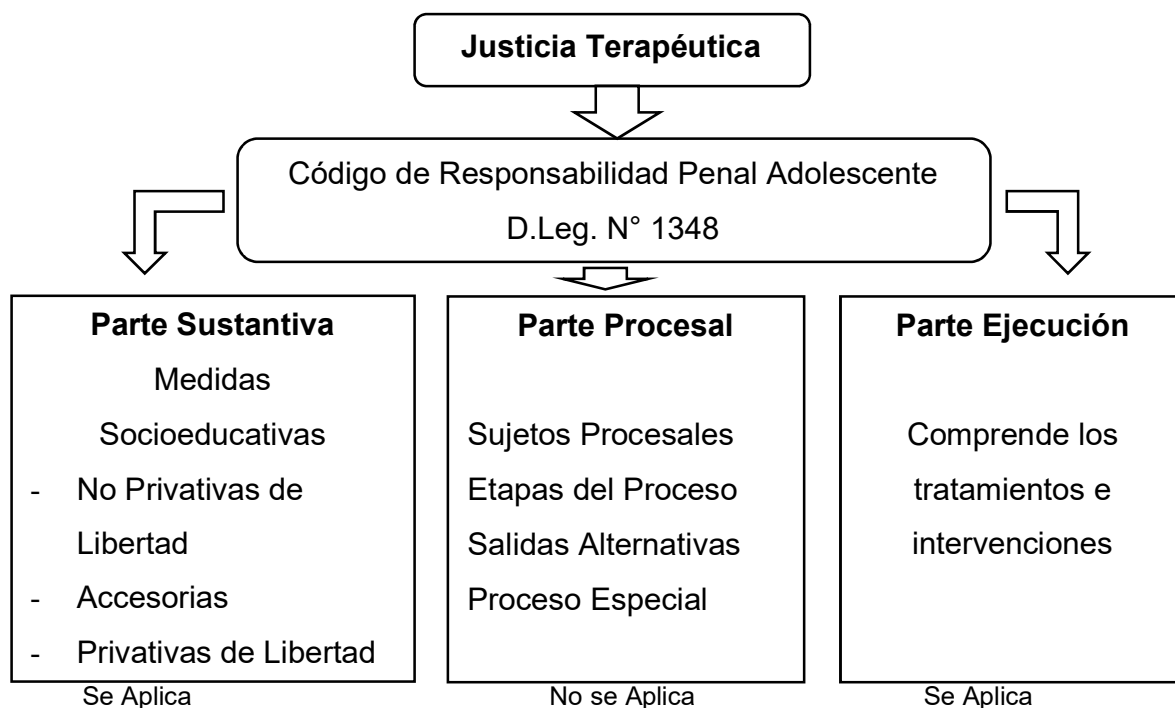 Justicia Terapéutica
Código de Responsabilidad Penal Adolescente
D.Leg. N° 1348
Parte Sustantiva
Medidas
Socioeducativas
- No Privativas de
Libertad
- Accesorias
- Privativas de Libertad
Se Aplica
Parte Procesal
Sujetos Procesales
Etapas del Proceso
Salidas Alternativas
Proceso Especial
No se Aplica
Parte Ejecución
Comprende los
tratamientos e
intervenciones
Se Aplica